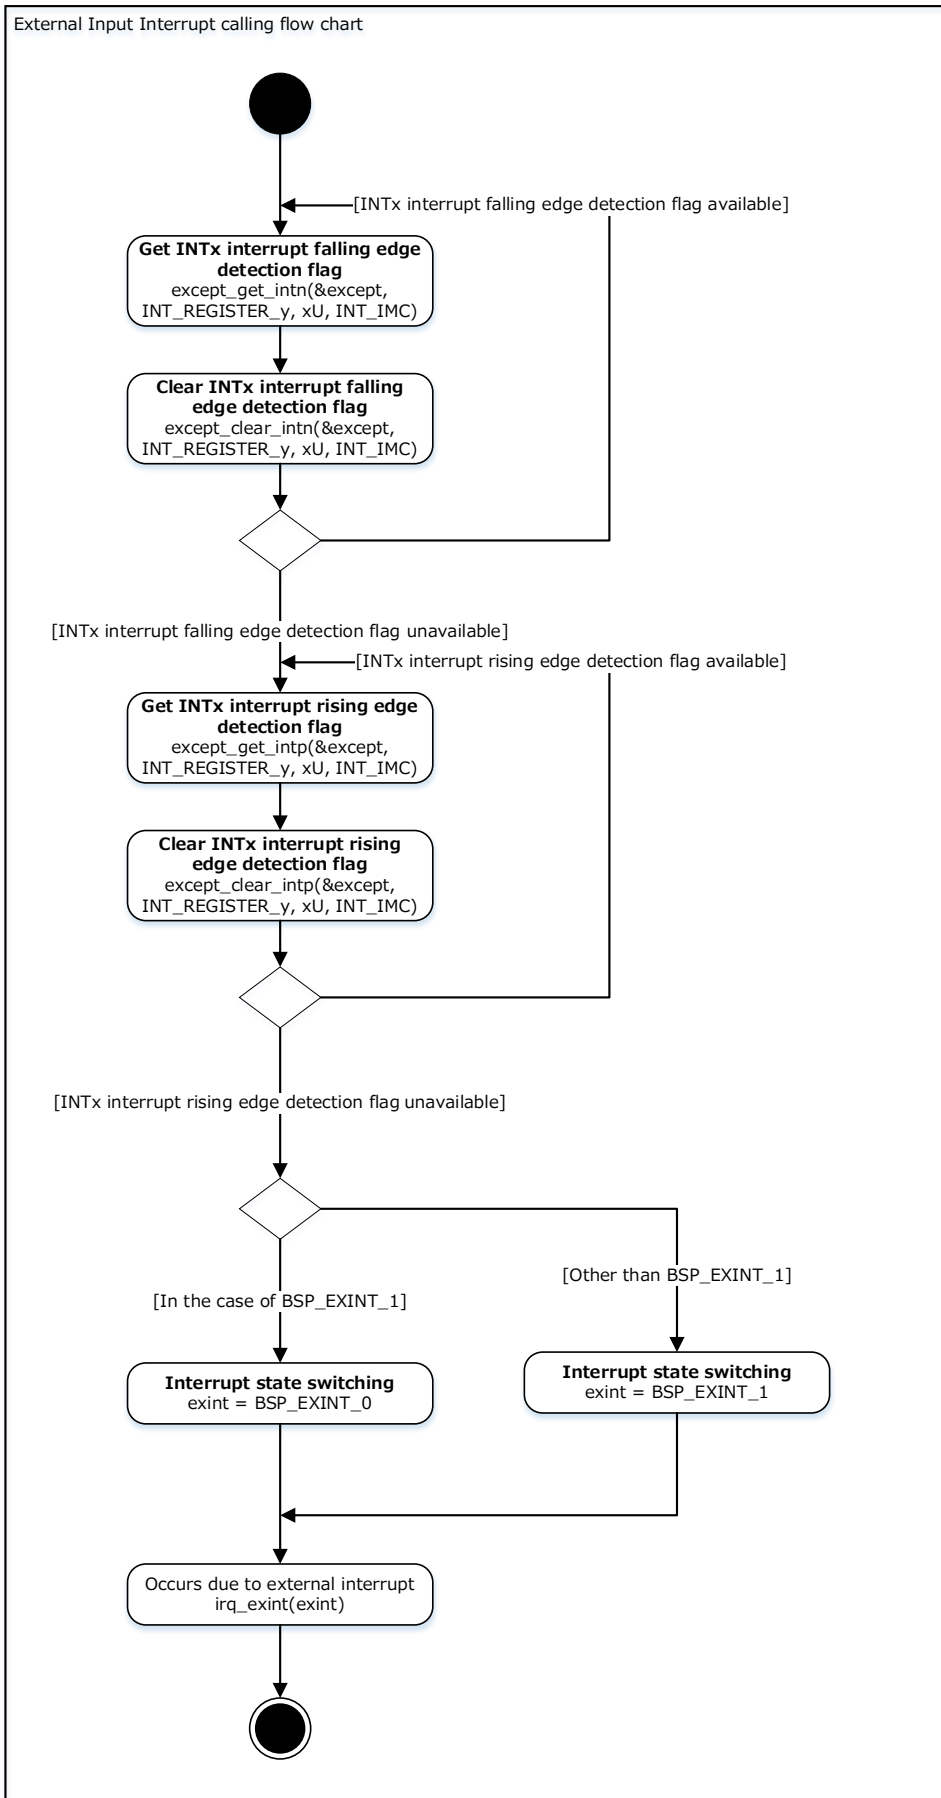 External Input Interrupt calling flow chart
[INTx interrupt falling edge detection flag available]
Get INTx interrupt falling edge
detection flag
except_get_intn(&except,
INT_REGISTER_y, xU, INT_IMC)
Clear INTx interrupt falling
edge detection flag
except_clear_intn(&except,
INT_REGISTER_y, xU, INT_IMC)
[INTx interrupt falling edge detection flag unavailable]
[INTx interrupt rising edge detection flag available]
Get INTx interrupt rising edge
detection flag
except_get_intp(&except,
INT_REGISTER_y, xU, INT_IMC)
Clear INTx interrupt rising
edge detection flag
except_clear_intp(&except,
INT_REGISTER_y, xU, INT_IMC)
[INTx interrupt rising edge detection flag unavailable]
[Other than BSP_EXINT_1]
[In the case of BSP_EXINT_1]
Interrupt state switching
exint = BSP_EXINT_1
Interrupt state switching
exint = BSP_EXINT_0
Occurs due to external interrupt
irq_exint(exint)